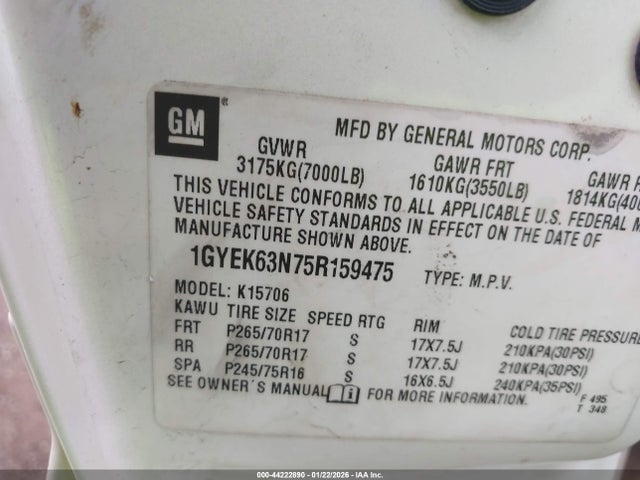 GM ®
MFD BY GENERAL MOTORS CORP.
GVWR GAWR FRT GAWR
3175KG(7000LB) 1610KG(3550LB) 1814KG(
THIS VEHICLE CONFORMS TO ALL APPLICABLE U.S. FEDERAL
VEHICLE SAFETY STANDARDS IN EFFECT ON THE DATE OF
MANUFACTURE SHOWN ABOVE.
1GYEK63N75R159475 TYPE: M.P.V.
MODEL: K15706
KAWU TIRE SIZE SPEED RTG RIM COLD TIRE PRESSURE
FRT P265/70R17 S 17X7.5J 210KPA(30PSI)
RR P265/70R17 S 17X7.5J 210KPA(30PSI)
SPA P245/75R16 S 16X6.5J 240KPA(35PSI)
SEE OWNER'S MANUAL i FOR MORE INFORMATION.
F 495
T 348
000-44222890 - 01/22/2026 - IAA Inc.